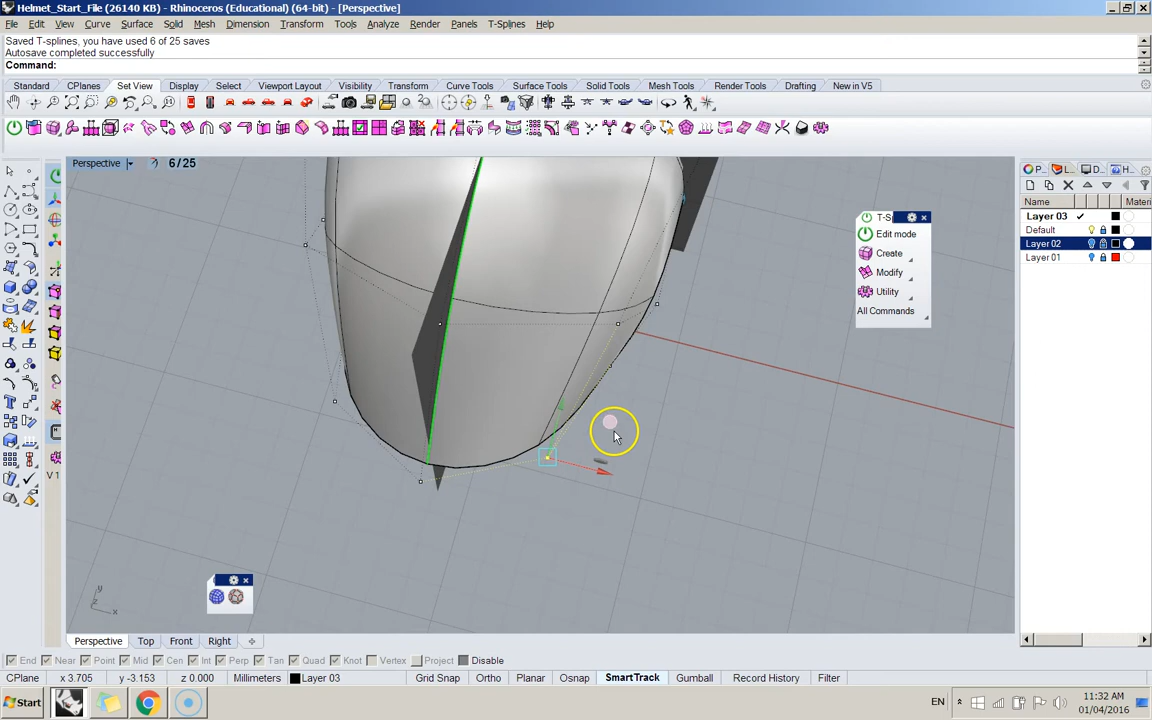 Helmet_Start_File (26140 KB) - Rhinoceros (Educational) (64-bit) - [Perspective]
File Edit View Curve Surface Solid Mesh Dimension Transform Tools Analyze Render Panels T-Splines Help
Saved T-splines, you have used 6 of 25 saves
Autosave completed successfully
Command:
Standard CPlanes Set View Display Select Viewport Layout Visibility Transform Curve Tools Surface Tools Solid Tools Mesh Tools Render Tools Drafting New in V5
Perspective 6/25
P... L... D... H...
Name Materi
Layer 03
Default
Layer 02
Layer 01
T-S
Edit mode
Create
Modify
Utility
All Commands
V 1
y
z
x
Perspective Top Front Right
End Near Point Mid Cen Int Perp Tan Quad Knot Vertex Project Disable
CPlane x 3.705 y -3.153 z 0.000 Millimeters Layer 03 Grid Snap Ortho Planar Osnap SmartTrack Gumball Record History Filter
Start EN 11:32 AM
01/04/2016